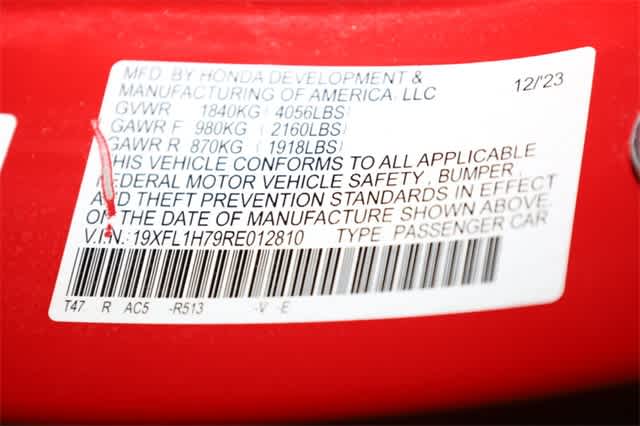 MFD. BY HONDA DEVELOPMENT &
MANUFACTURING OF AMERICA, LLC 12/'23
GVWR 1840KG (4056LBS)
GAWR F 980KG (2160LBS)
GAWR R 870KG (1918LBS)
THIS VEHICLE CONFORMS TO ALL APPLICABLE
FEDERAL MOTOR VEHICLE SAFETY, BUMPER,
AND THEFT PREVENTION STANDARDS IN EFFECT
ON THE DATE OF MANUFACTURE SHOWN ABOVE.
V.I.N.: 19XFL1H79RE012810 TYPE PASSENGER CAR
T47 R AC5 -R513 -V -E